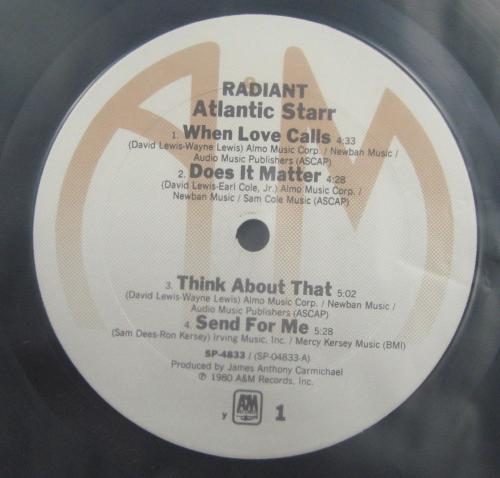 RADIANT
Atlantic Starr
1. When Love Calls 4:33
(David Lewis-Wayne Lewis) Almo Music Corp. / Newban Music /
Audio Music Publishers (ASCAP)
2. Does It Matter 4:28
(David Lewis-Earl Cole, Jr.) Almo Music Corp. /
Newban Music / Sam Cole Music (ASCAP)
3. Think About That 5:02
(David Lewis-Wayne Lewis) Almo Music Corp. / Newban Music /
Audio Music Publishers (ASCAP)
4. Send For Me 5:28
(Sam Dees-Ron Kersey) Irving Music, Inc. / Mercy Kersey Music (BMI)
SP-4833 / (SP-04833-A)
Produced by James Anthony Carmichael
℗ 1980 A&M Records, Inc.
y A&M RECORDS 1